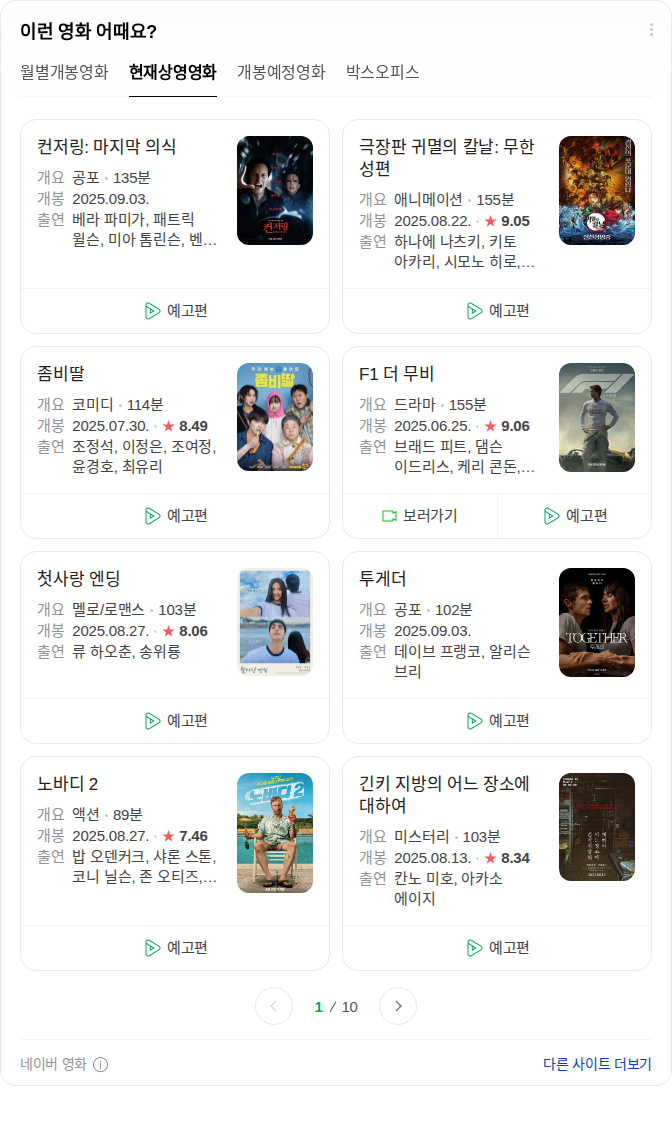 이런 영화 어때요?
월별개봉영화 현재상영영화 개봉예정영화 박스오피스
컨저링: 마지막 의식
개요 공포 · 135분
개봉 2025.09.03.
출연 베라 파미가, 패트릭
윌슨, 미아 톰린슨, 벤…
예고편
극장판 귀멸의 칼날: 무한
성편
개요 애니메이션 · 155분
개봉 2025.08.22. · ★ 9.05
출연 하나에 나츠키, 키토
아카리, 시모노 히로,…
예고편
좀비딸
개요 코미디 · 114분
개봉 2025.07.30. · ★ 8.49
출연 조정석, 이정은, 조여정,
윤경호, 최유리
좀비딸
예고편
F1 더 무비
개요 드라마 · 155분
개봉 2025.06.25. · ★ 9.06
출연 브래드 피트, 댐슨
이드리스, 케리 콘돈,…
보러가기 예고편
첫사랑 엔딩
개요 멜로/로맨스 · 103분
개봉 2025.08.27. · ★ 8.06
출연 류 하오춘, 송위룡
예고편
투게더
개요 공포 · 102분
개봉 2025.09.03.
출연 데이브 프랭코, 알리슨
브리
TOGETHER
예고편
노바디 2
개요 액션 · 89분
개봉 2025.08.27. · ★ 7.46
출연 밥 오덴커크, 샤론 스톤,
코니 닐슨, 존 오티즈,…
노바디 2
예고편
긴키 지방의 어느 장소에
대하여
개요 미스터리 · 103분
개봉 2025.08.13. · ★ 8.34
출연 칸노 미호, 아카소
에이지
예고편
1 / 10
네이버 영화
다른 사이트 더보기